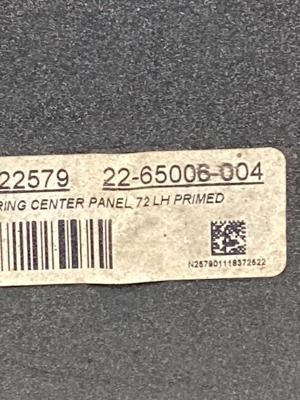 22579 22-65006-004
RING CENTER PANEL 72 LH PRIMED
N257901118372522